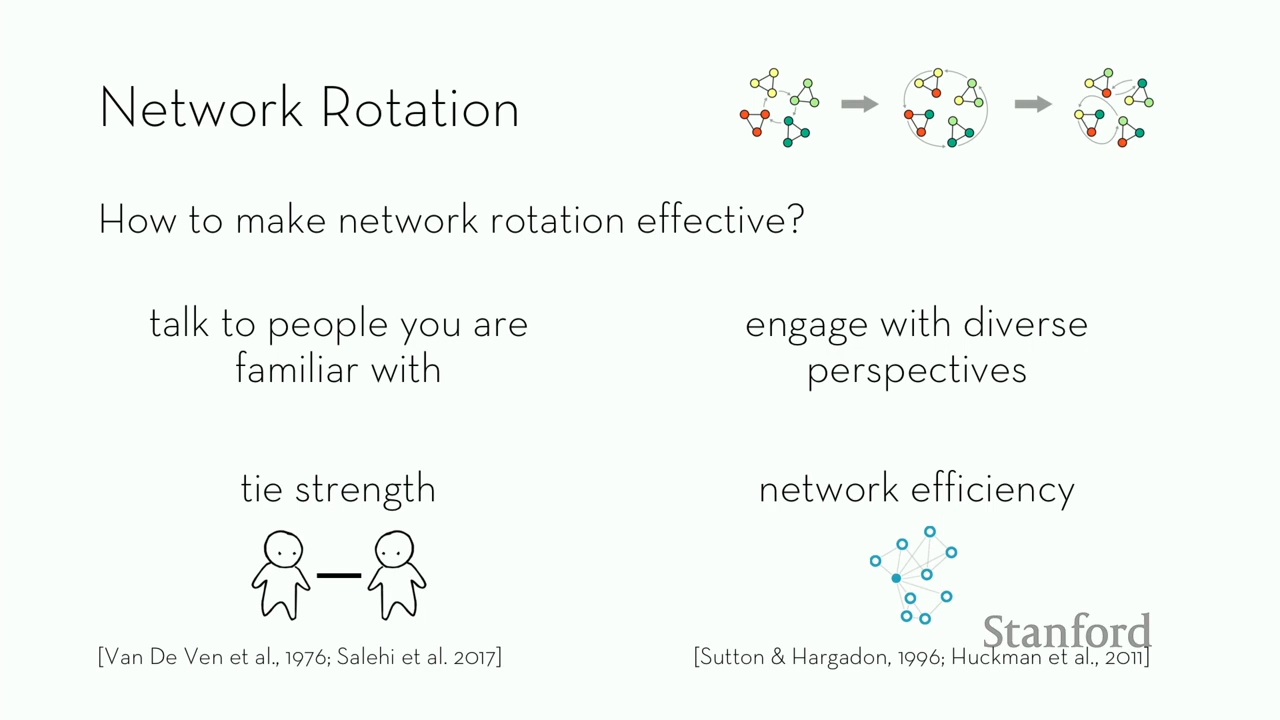 Network Rotation
How to make network rotation effective?
talk to people you are
familiar with
engage with diverse
perspectives
tie strength
network efficiency
Stanford
[Van De Ven et al., 1976; Salehi et al. 2017]
[Sutton & Hargadon, 1996; Huckman et al., 2011]